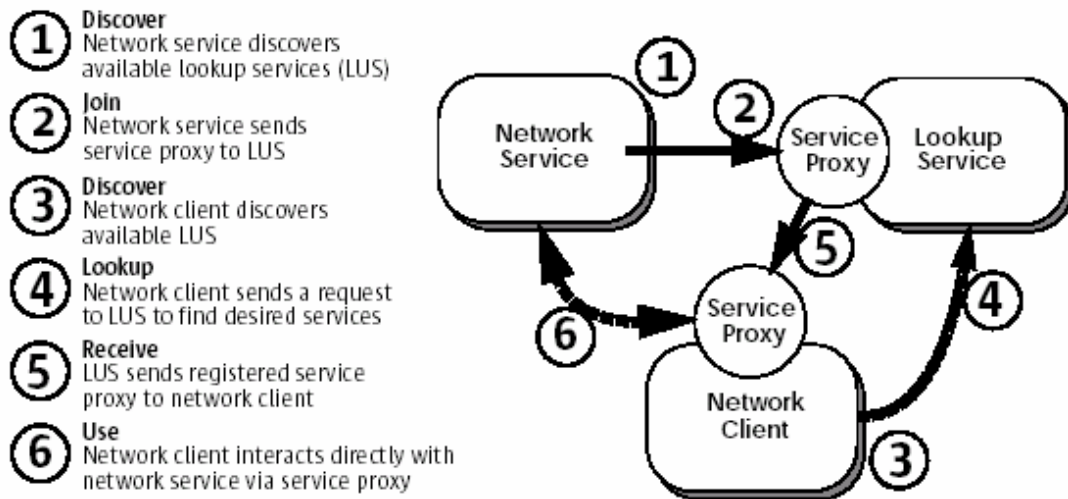 1
Discover
Network service discovers
available lookup services (LUS)
2
Join
Network service sends
service proxy to LUS
3
Discover
Network client discovers
available LUS
4
Lookup
Network client sends a request
to LUS to find desired services
5
Receive
LUS sends registered service
proxy to network client
6
Use
Network client interacts directly with
network service via service proxy
1
2
Network
Service
Service
Proxy
Lookup
Service
5
4
6
Service
Proxy
Network
Client
3